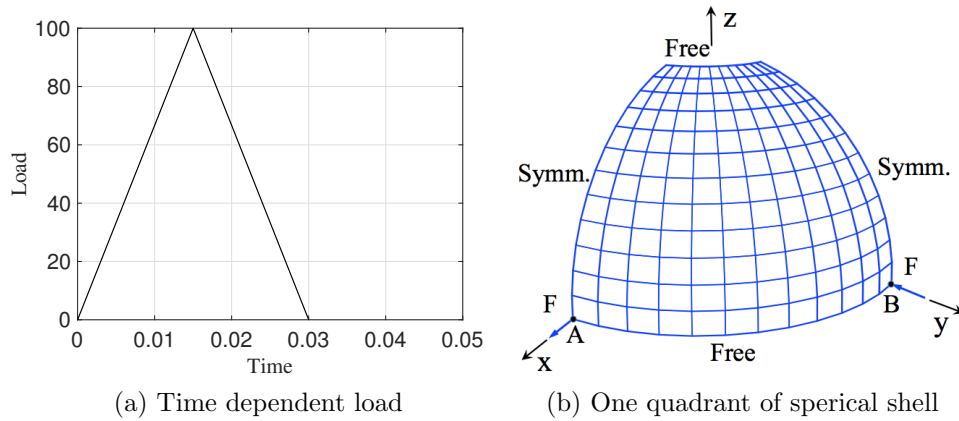 100
80
60
40
20
0
Load
0 0.01 0.02 0.03 0.04 0.05
Time
(a) Time dependent load
z
Free
Symm.
Symm.
F
A
x
F
B
y
Free
(b) One quadrant of sperical shell